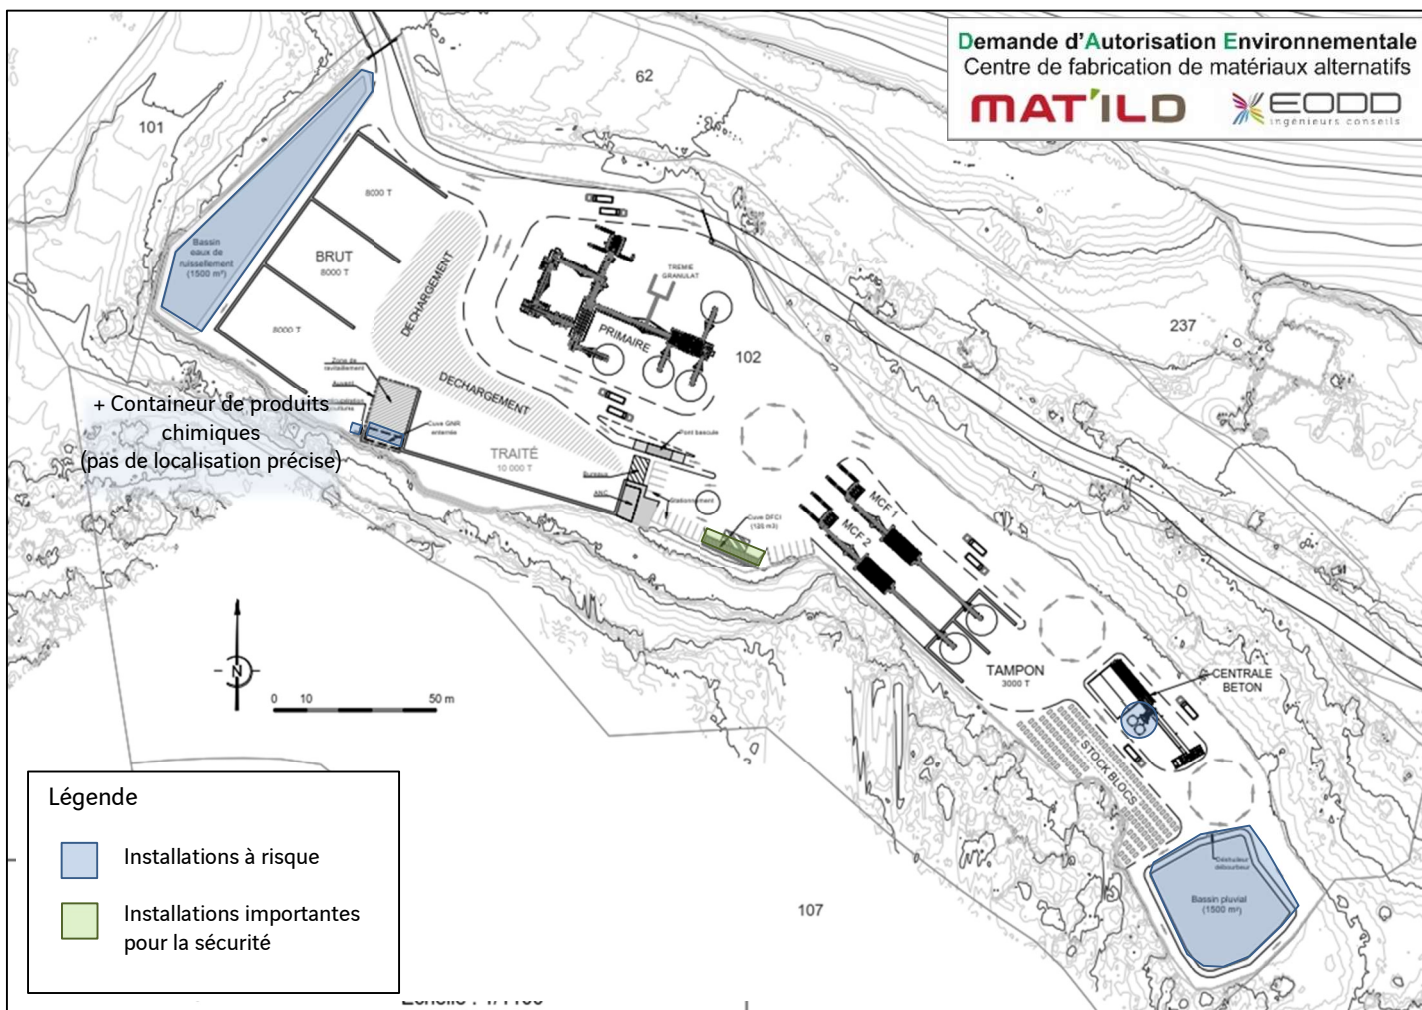 Demande d'Autorisation Environnementale
Centre de fabrication de matériaux alternatifs
MAT'ILD
EODD
ingénieurs conseils
62
101
8000 T
Bassin
eaux de
ruissellement
(1500 m³)
BRUT
8000 T
8000 T
DECHARGEMENT
TREMIE
GRANULAT
PRIMAIRE
102
237
Zone de
ravitaillement
Auvent
DECHARGEMENT
+ Containeur de produits
chimiques
(pas de localisation précise)
Cuve GNR
enterrée
TRAITÉ
10 000 T
Pont bascule
Bureaux
ANC
Stationnement
Cuve DFCI
MCF 1
MCF 2
N
0 10 50 m
TAMPON
3000 T
CENTRALE
BETON
STOCK BLOCS
débourbeur
Bassin pluvial
(1500 m³)
107
Légende
Installations à risque
Installations importantes
pour la sécurité